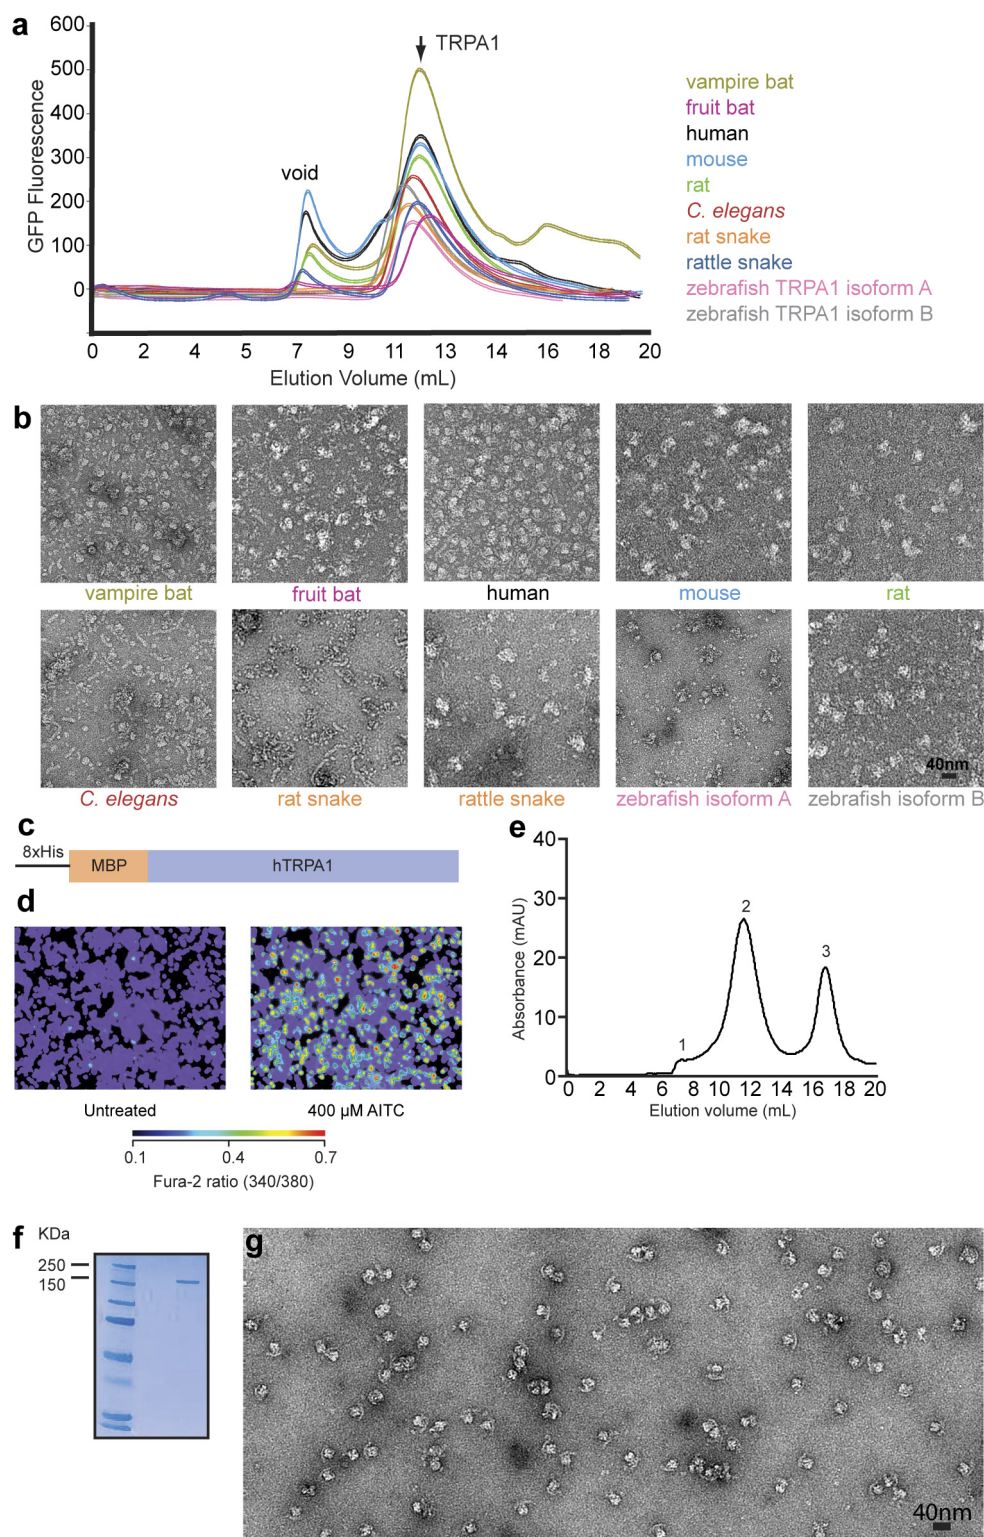 a
600
500
400
300
200
100
0
GFP Fluorescence
TRPA1
void
0 2 4 5 7 9 11 13 14 16 18 20
Elution Volume (mL)
vampire bat
fruit bat
human
mouse
rat
C. elegans
rat snake
rattle snake
zebrafish TRPA1 isoform A
zebrafish TRPA1 isoform B
b
vampire bat fruit bat human mouse rat
40nm
C. elegans rat snake rattle snake zebrafish isoform A zebrafish isoform B
c
8xHis MBP hTRPA1
d
Untreated 400 µM AITC
0.1 0.4 0.7
Fura-2 ratio (340/380)
e
40
30
20
10
0
Absorbance (mAU)
1 2 3
0 2 4 6 8 10 12 14 16 18 20
Elution volume (mL)
f
KDa
250
150
g
40nm